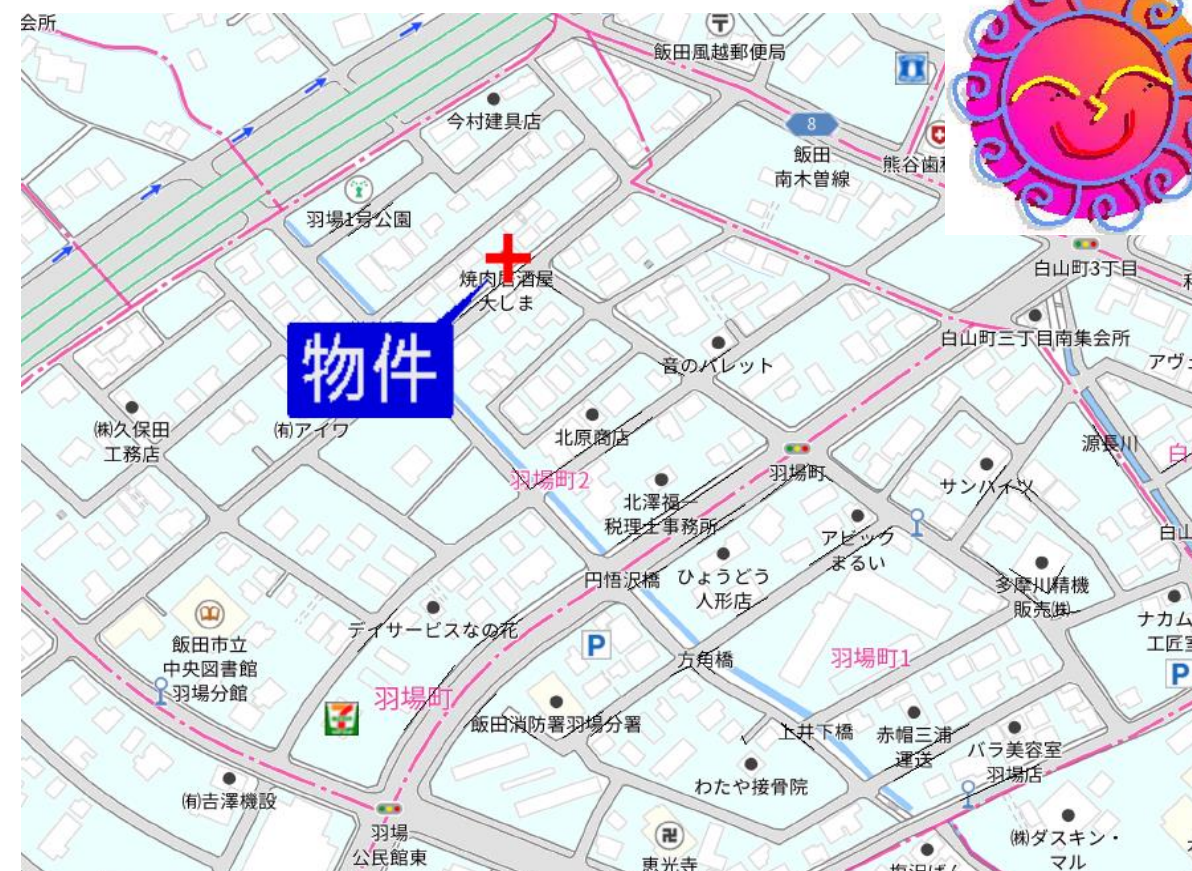 会所
飯田風越郵便局
今村建具店
8
飯田
南木曽線
熊谷歯科
羽場1号公園
焼肉居酒屋
大しま
白山町3丁目
白山町三丁目南集会所
物件
音のパレット
アヴェ
㈱久保田
工務店
㈲アイワ
北原商店
源長川
白
羽場町2
羽場町
サンハイツ
北澤福一
税理士事務所
アピック
まるい
白山
円悟沢橋
ひょうどう
人形店
多摩川精機
販売㈱
ナカム
工匠室
飯田市立
中央図書館
羽場分館
デイサービスなの花
P
方角橋
羽場町1
P
羽場町
飯田消防署羽場分署
上井下橋
赤帽三浦
運送
バラ美容室
羽場店
わたや接骨院
㈲吉澤機設
羽場
公民館東
恵光寺
㈱ダスキン・
マル